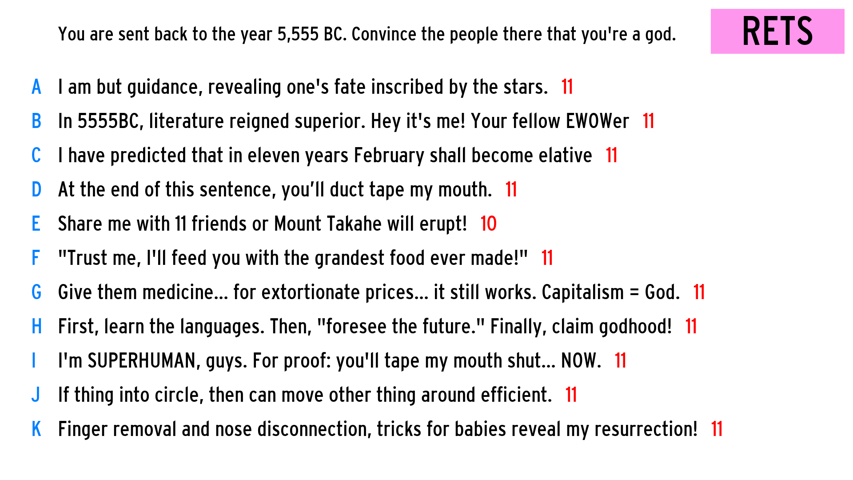 You are sent back to the year 5,555 BC. Convince the people there that you're a god.
RETS
A I am but guidance, revealing one's fate inscribed by the stars. 11
B In 5555BC, literature reigned superior. Hey it's me! Your fellow EWOWer 11
C I have predicted that in eleven years February shall become elative 11
D At the end of this sentence, you’ll duct tape my mouth. 11
E Share me with 11 friends or Mount Takahe will erupt! 10
F "Trust me, I'll feed you with the grandest food ever made!" 11
G Give them medicine... for extortionate prices... it still works. Capitalism = God. 11
H First, learn the languages. Then, "foresee the future." Finally, claim godhood! 11
I I'm SUPERHUMAN, guys. For proof: you'll tape my mouth shut... NOW. 11
J If thing into circle, then can move other thing around efficient. 11
K Finger removal and nose disconnection, tricks for babies reveal my resurrection! 11